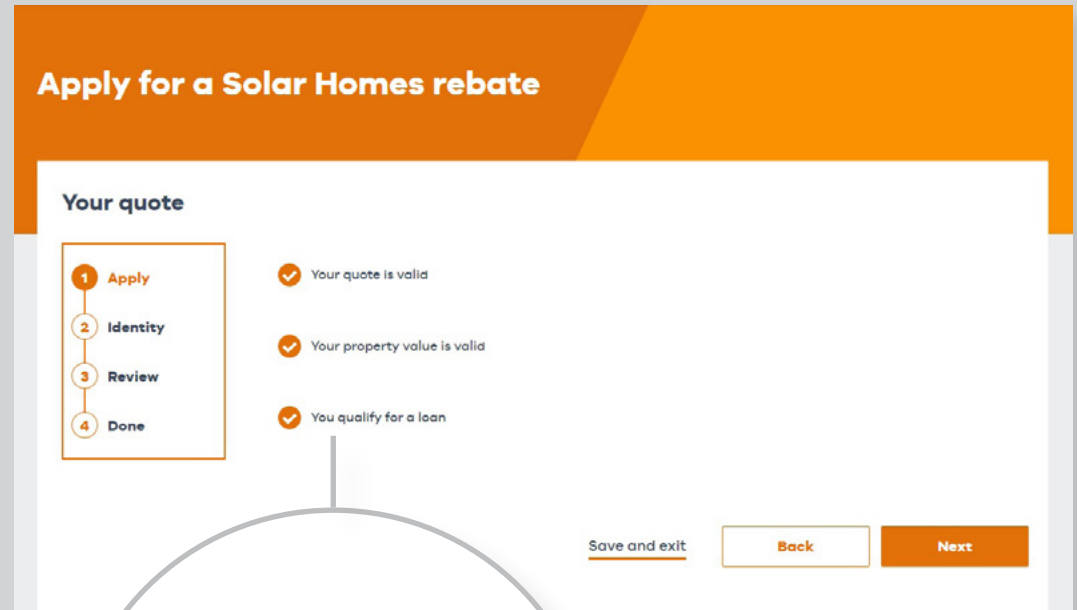 Apply for a Solar Homes rebate
Your quote
1 Apply
2 Identity
3 Review
4 Done
Your quote is valid
Your property value is valid
You qualify for a loan
Save and exit
Back
Next